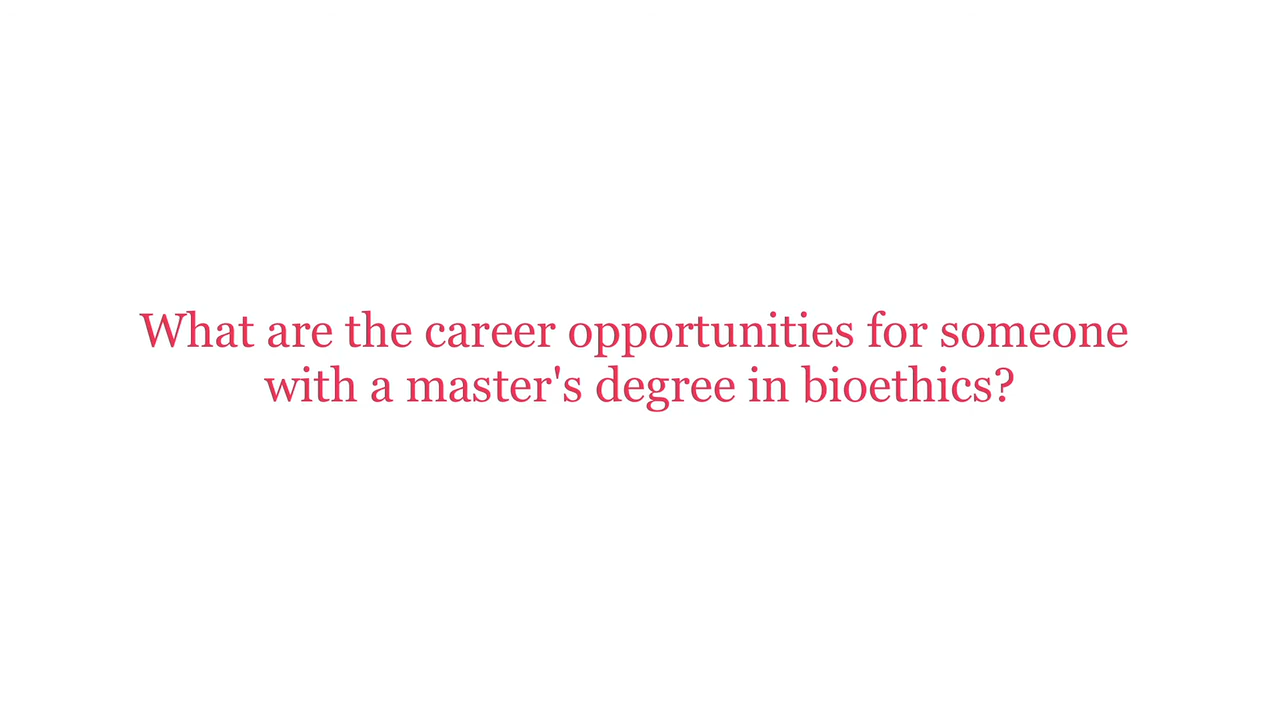 What are the career opportunities for someone
with a master's degree in bioethics?